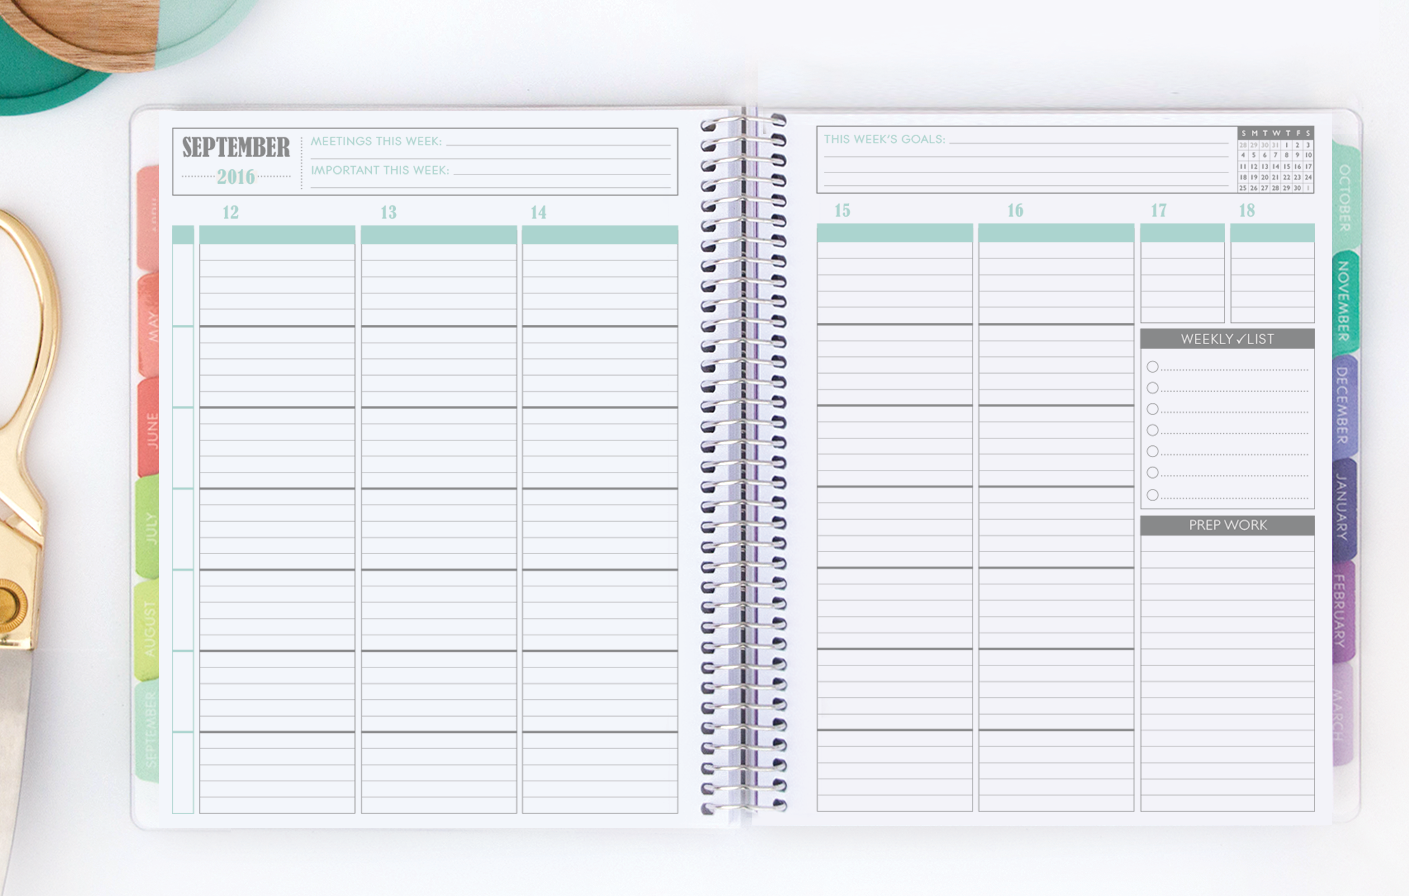 SEPTEMBER
2016
MEETINGS THIS WEEK:
IMPORTANT THIS WEEK:
12 13 14
MAY
JUNE
JULY
AUGUST
SEPTEMBER
THIS WEEK'S GOALS:
S M T W T F S
28 29 30 31 1 2 3
4 5 6 7 8 9 10
11 12 13 14 15 16 17
18 19 20 21 22 23 24
25 26 27 28 29 30 1
15 16 17 18
WEEKLY ✓LIST
PREP WORK
OCTOBER
NOVEMBER
DECEMBER
JANUARY
FEBRUARY
MARCH